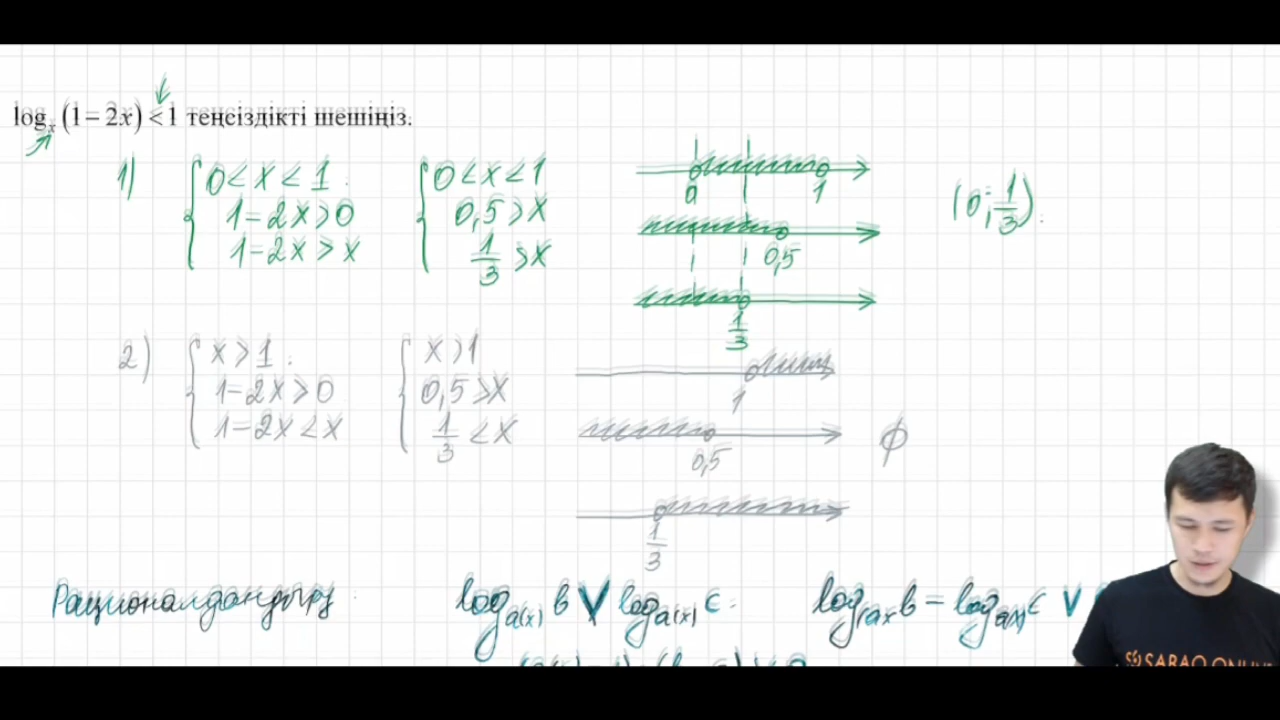 logₓ(1 − 2x) < 1 теңсіздікті шешіңіз.
1) { 0 < x < 1 { 0 < x < 1 0 1 (0; 1/3).
1 − 2x > 0 0,5 > x 0,5
1 − 2x > x 1/3 > x 1/3
2) { x > 1 { x > 1 1
1 − 2x > 0 0,5 > x 0,5 ∅
1 − 2x < x 1/3 < x 1/3
Рационалдандыру log_a(x) b ∨ log_a(x) c log_a(x) b − log_a(x) c ∨
SABAQ ONLINE